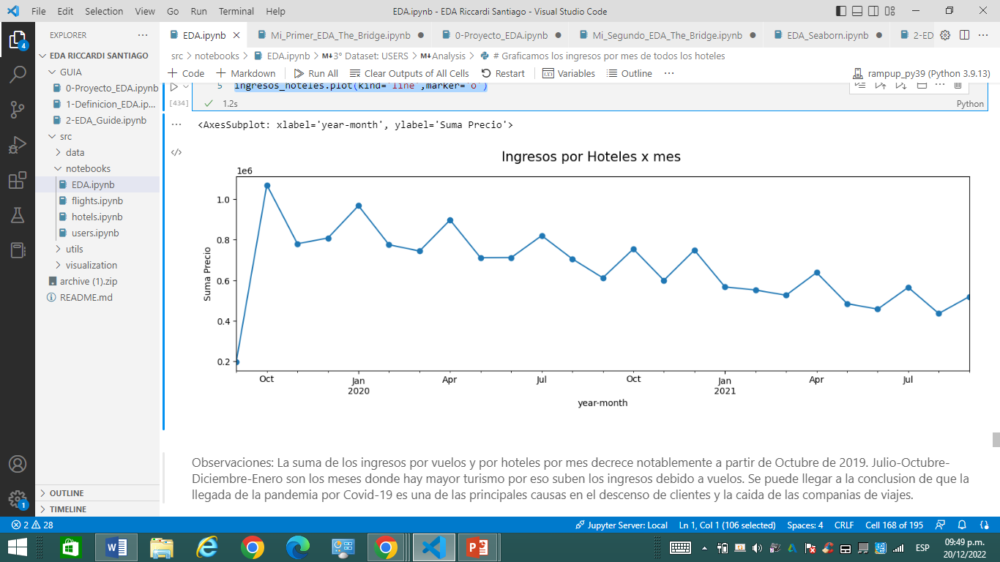 File Edit Selection View Go Run Terminal Help EDA.ipynb - EDA Riccardi Santiago - Visual Studio Code
EXPLORER ···
EDA.ipynb Mi_Primer_EDA_The_Bridge.ipynb 0-Proyecto_EDA.ipynb Mi_Segundo_EDA_The_Bridge.ipynb EDA_Seaborn.ipynb 2-ED
EDA RICCARDI SANTIAGO
GUIA
0-Proyecto_EDA.ipynb
1-Definicion_EDA.ip...
2-EDA_Guide.ipynb
src
data
notebooks
EDA.ipynb
flights.ipynb
hotels.ipynb
users.ipynb
utils
visualization
archive (1).zip
README.md
OUTLINE
TIMELINE
4
1
src > notebooks > EDA.ipynb > M↓3° Dataset: USERS > M↓Analysis > # Graficamos los ingresos por mes de todos los hoteles
+ Code + Markdown Run All Clear Outputs of All Cells Restart Variables Outline ··· rampup_py39 (Python 3.9.13)
5 ingresos_hoteles.plot(kind='line',marker='o')
[434] 1.2s Python
<AxesSubplot: xlabel='year-month', ylabel='Suma Precio'>
Ingresos por Hoteles x mes
1e6
1.0
0.8
0.6
0.4
0.2
Suma Precio
Oct Jan Apr Jul Oct Jan Apr Jul
2020 2021
year-month
Observaciones: La suma de los ingresos por vuelos y por hoteles por mes decrece notablemente a partir de Octubre de 2019. Julio-Octubre-
Diciembre-Enero son los meses donde hay mayor turismo por eso suben los ingresos debido a vuelos. Se puede llegar a la conclusion de que la
llegada de la pandemia por Covid-19 es una de las principales causas en el descenso de clientes y la caida de las companias de viajes.
2 28 Jupyter Server: Local Ln 1, Col 1 (106 selected) Spaces: 4 CRLF Cell 168 of 195
ESP 09:49 p.m.
20/12/2022